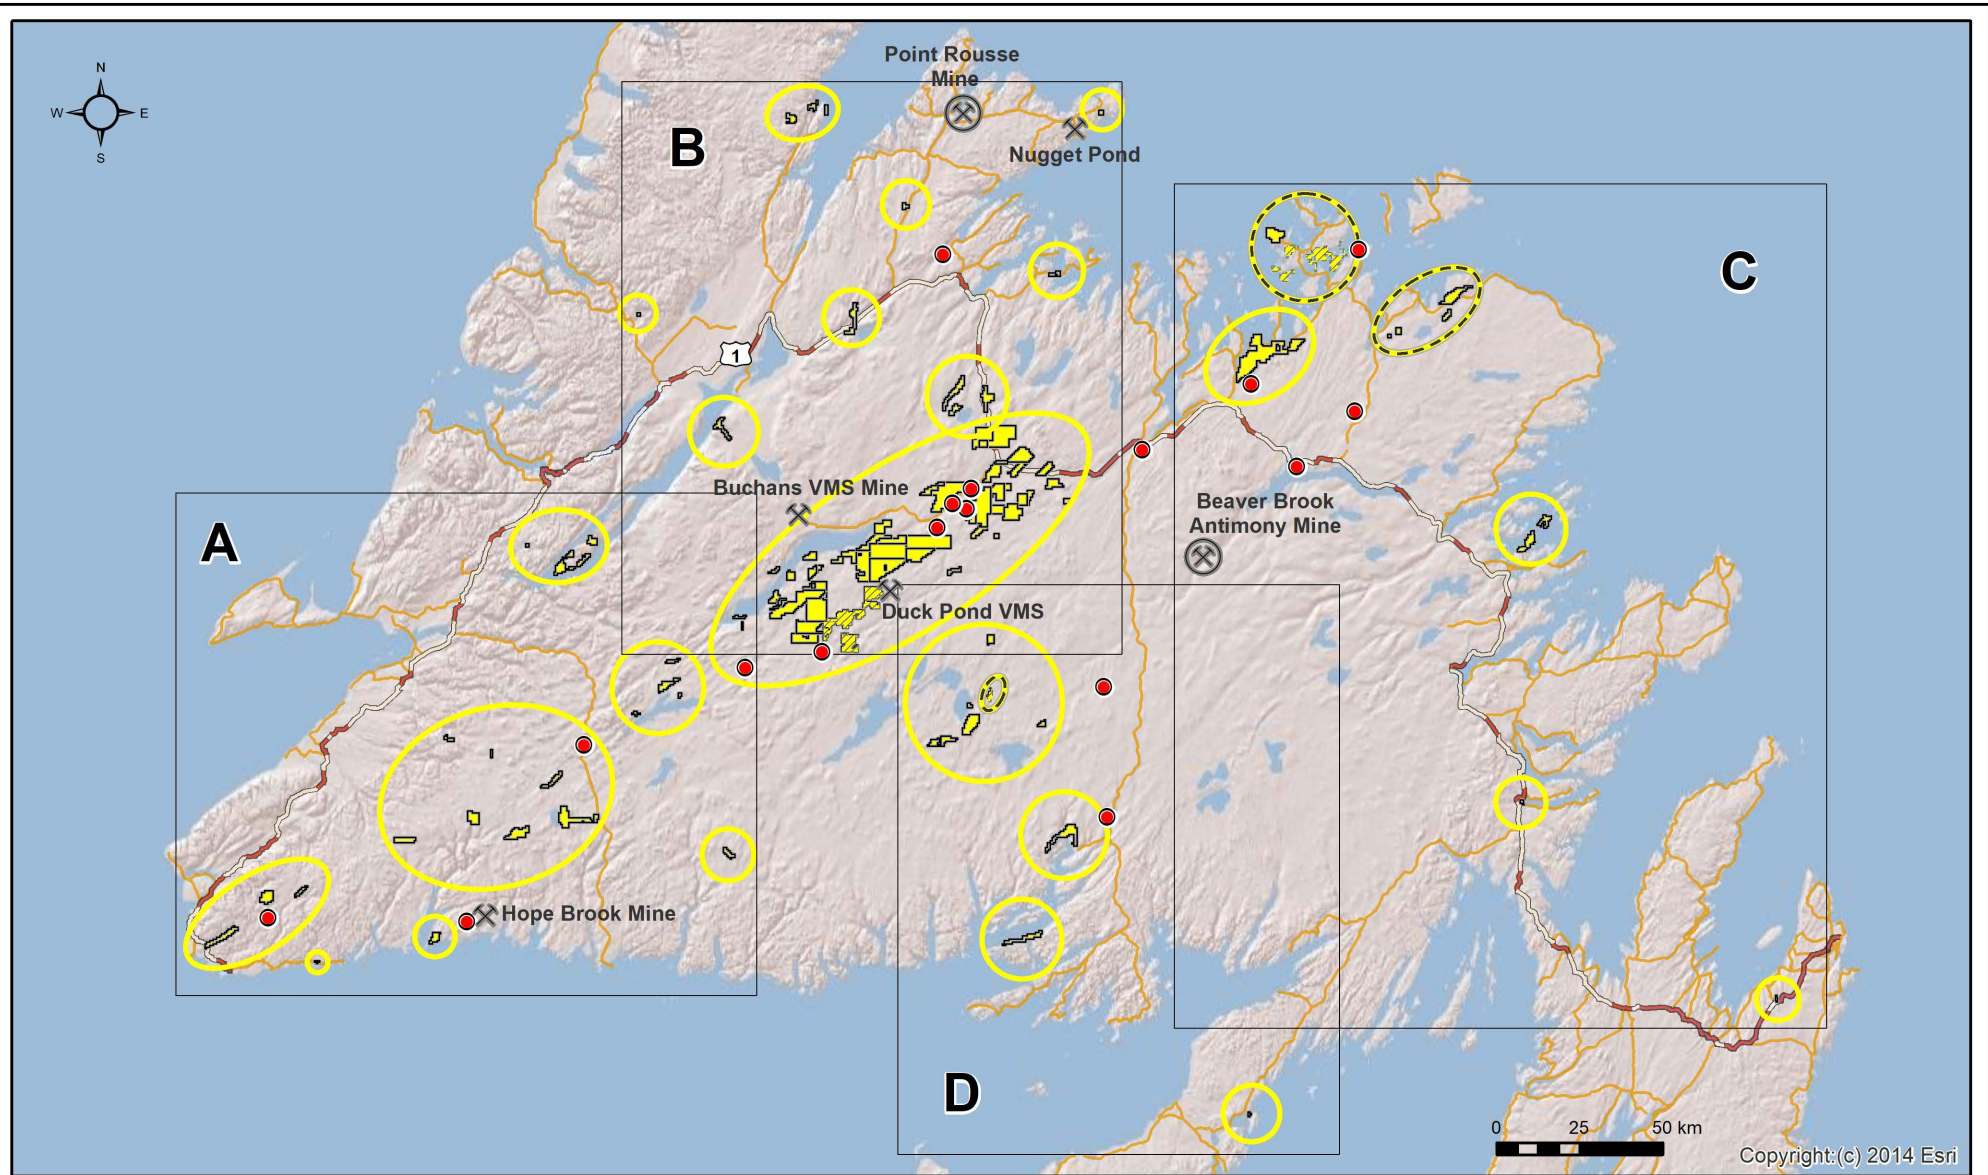 Point Rousse
Mine
N
W
E
S
B
Nugget Pond
C
1
Buchans VMS Mine
Beaver Brook
Antimony Mine
A
Duck Pond VMS
Hope Brook Mine
D
0 25 50 km
Copyright:(c) 2014 Esri